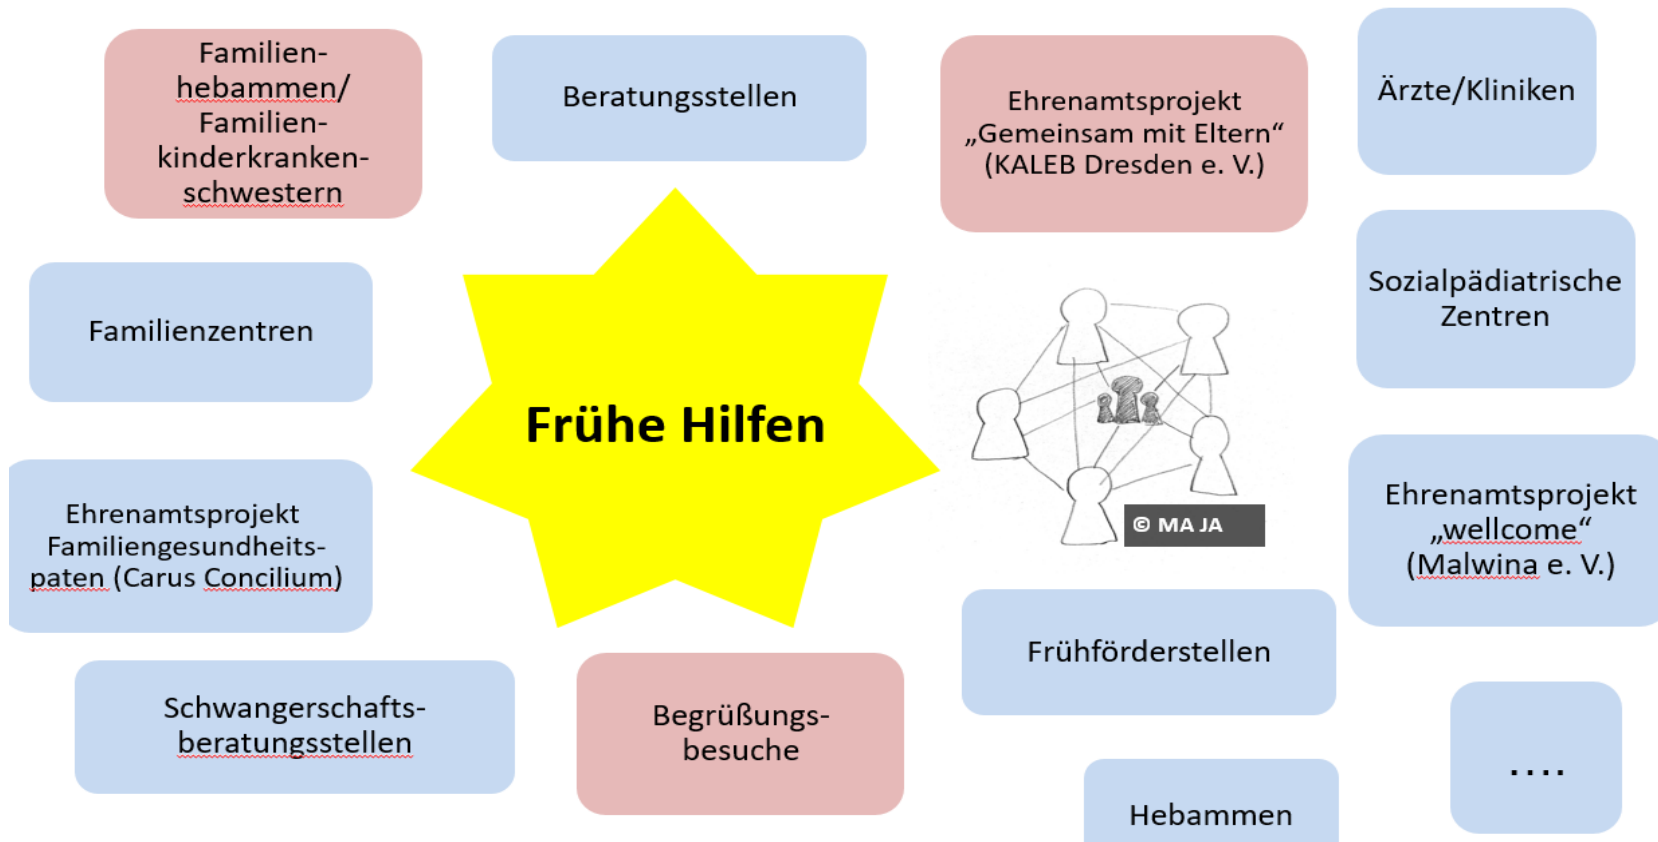 Familien-
hebammen/
Familien-
kinderkranken-
schwestern
Beratungsstellen
Ehrenamtsprojekt
„Gemeinsam mit Eltern“
(KALEB Dresden e. V.)
Ärzte/Kliniken
Familienzentren
Sozialpädiatrische
Zentren
Frühe Hilfen
© MA JA
Ehrenamtsprojekt
Familiengesundheits-
paten (Carus Concilium)
Ehrenamtsprojekt
„wellcome“
(Malwina e. V.)
Frühförderstellen
Schwangerschafts-
beratungsstellen
Begrüßungs-
besuche
Hebammen
....